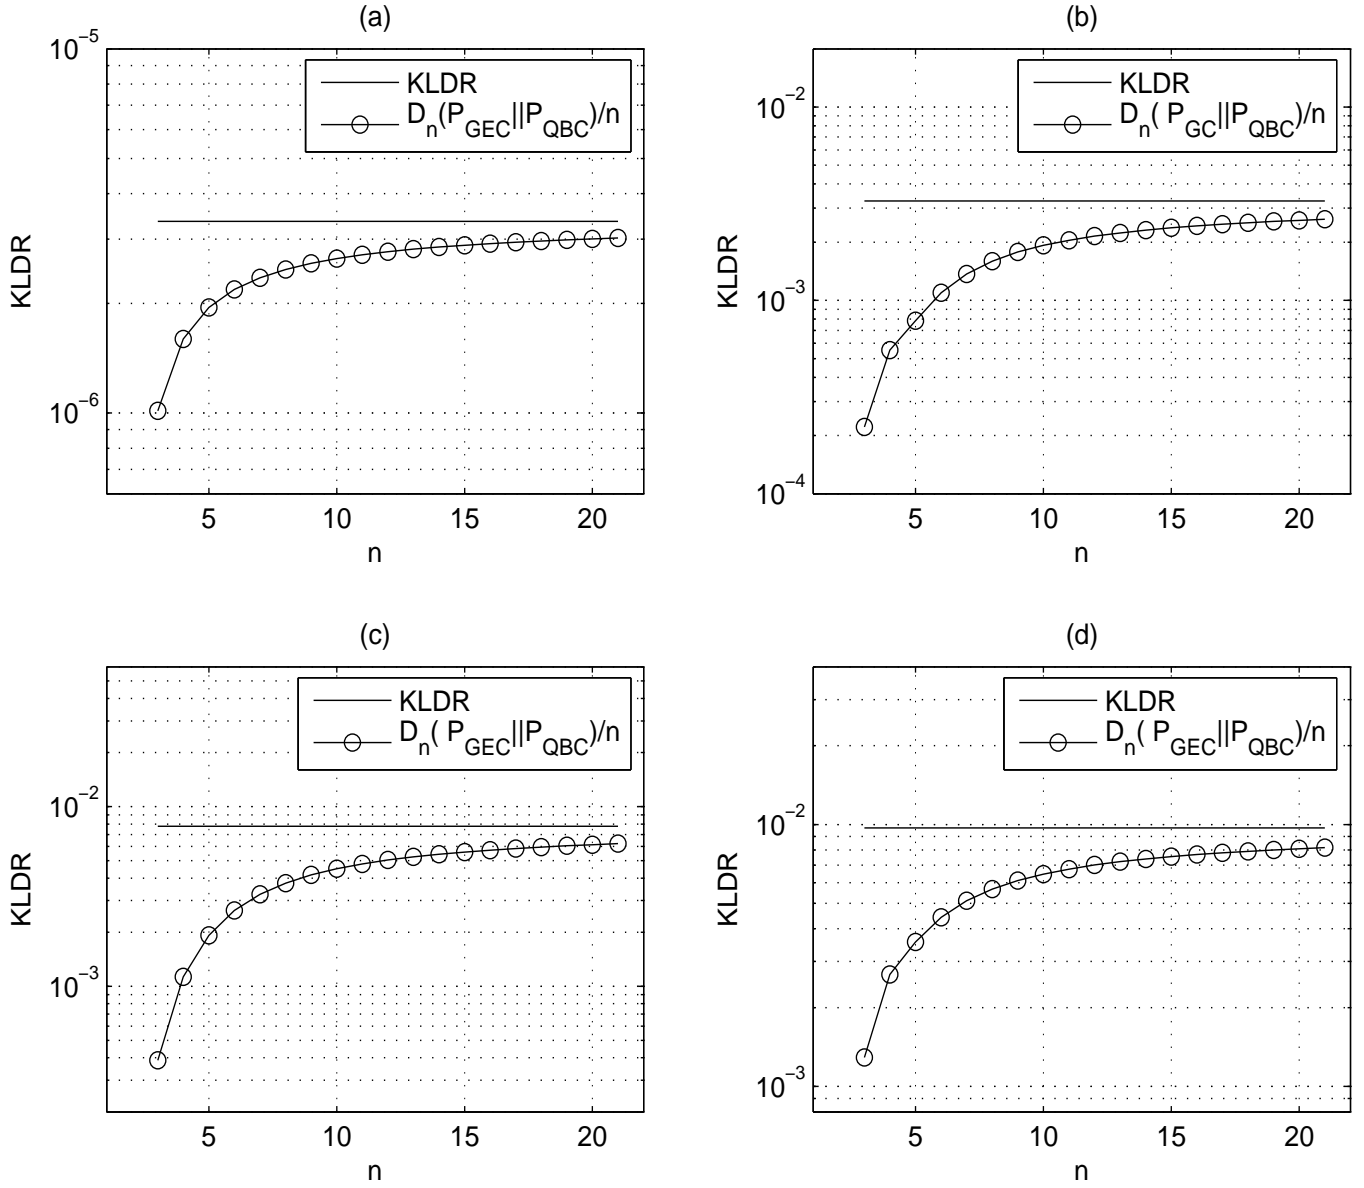 (a)
10^−5
10^−6
KLDR
KLDR
D_n(P_GEC||P_QBC)/n
5 10 15 20
n
(b)
10^−2
10^−3
10^−4
KLDR
KLDR
D_n( P_GC||P_QBC)/n
5 10 15 20
n
(c)
10^−2
10^−3
KLDR
KLDR
D_n( P_GEC||P_QBC)/n
5 10 15 20
n
(d)
10^−2
10^−3
KLDR
KLDR
D_n( P_GEC||P_QBC)/n
5 10 15 20
n